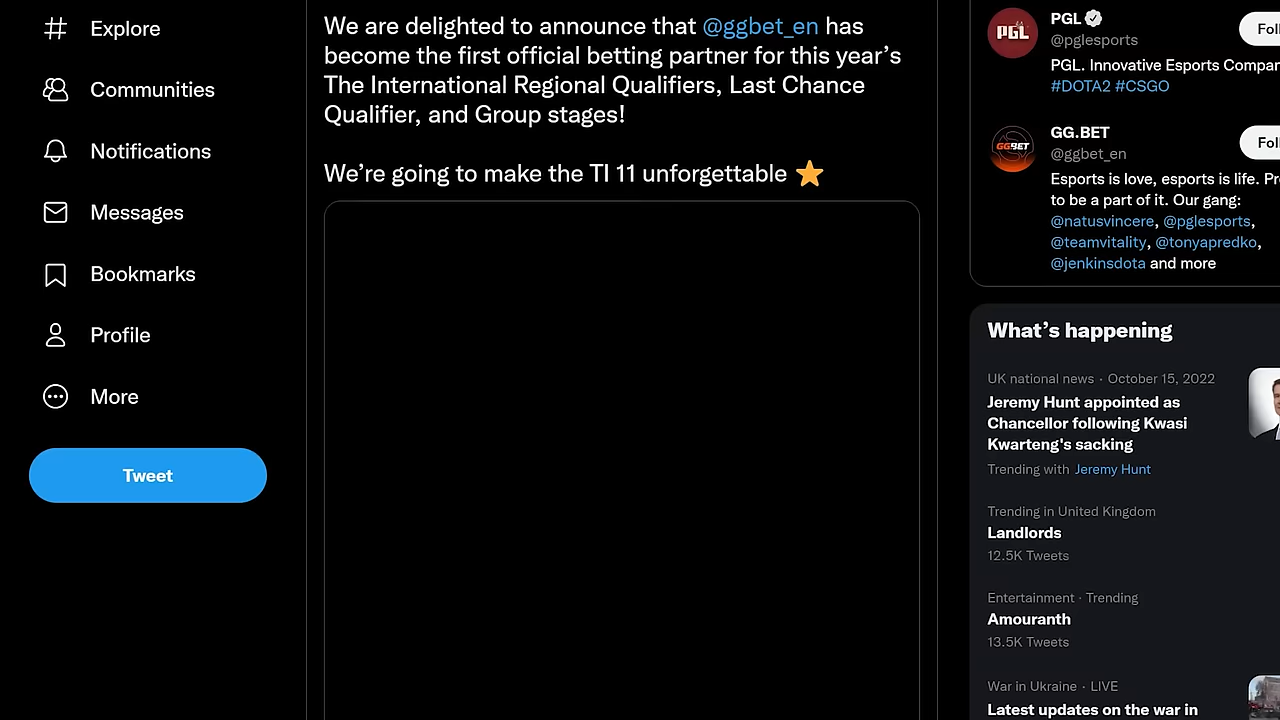 Explore
Communities
Notifications
Messages
Bookmarks
Profile
More
Tweet
We are delighted to announce that @ggbet_en has
become the first official betting partner for this year's
The International Regional Qualifiers, Last Chance
Qualifier, and Group stages!
We're going to make the TI 11 unforgettable
PGL
PGL
@pglesports
Foll
PGL. Innovative Esports Compan
#DOTA2 #CSGO
GGBET
GG.BET
@ggbet_en
Foll
Esports is love, esports is life. Pr
to be a part of it. Our gang:
@natusvincere, @pglesports,
@teamvitality, @tonyapredko,
@jenkinsdota and more
What's happening
UK national news · October 15, 2022
Jeremy Hunt appointed as
Chancellor following Kwasi
Kwarteng's sacking
Trending with Jeremy Hunt
Trending in United Kingdom
Landlords
12.5K Tweets
Entertainment · Trending
Amouranth
13.5K Tweets
War in Ukraine · LIVE
Latest updates on the war in